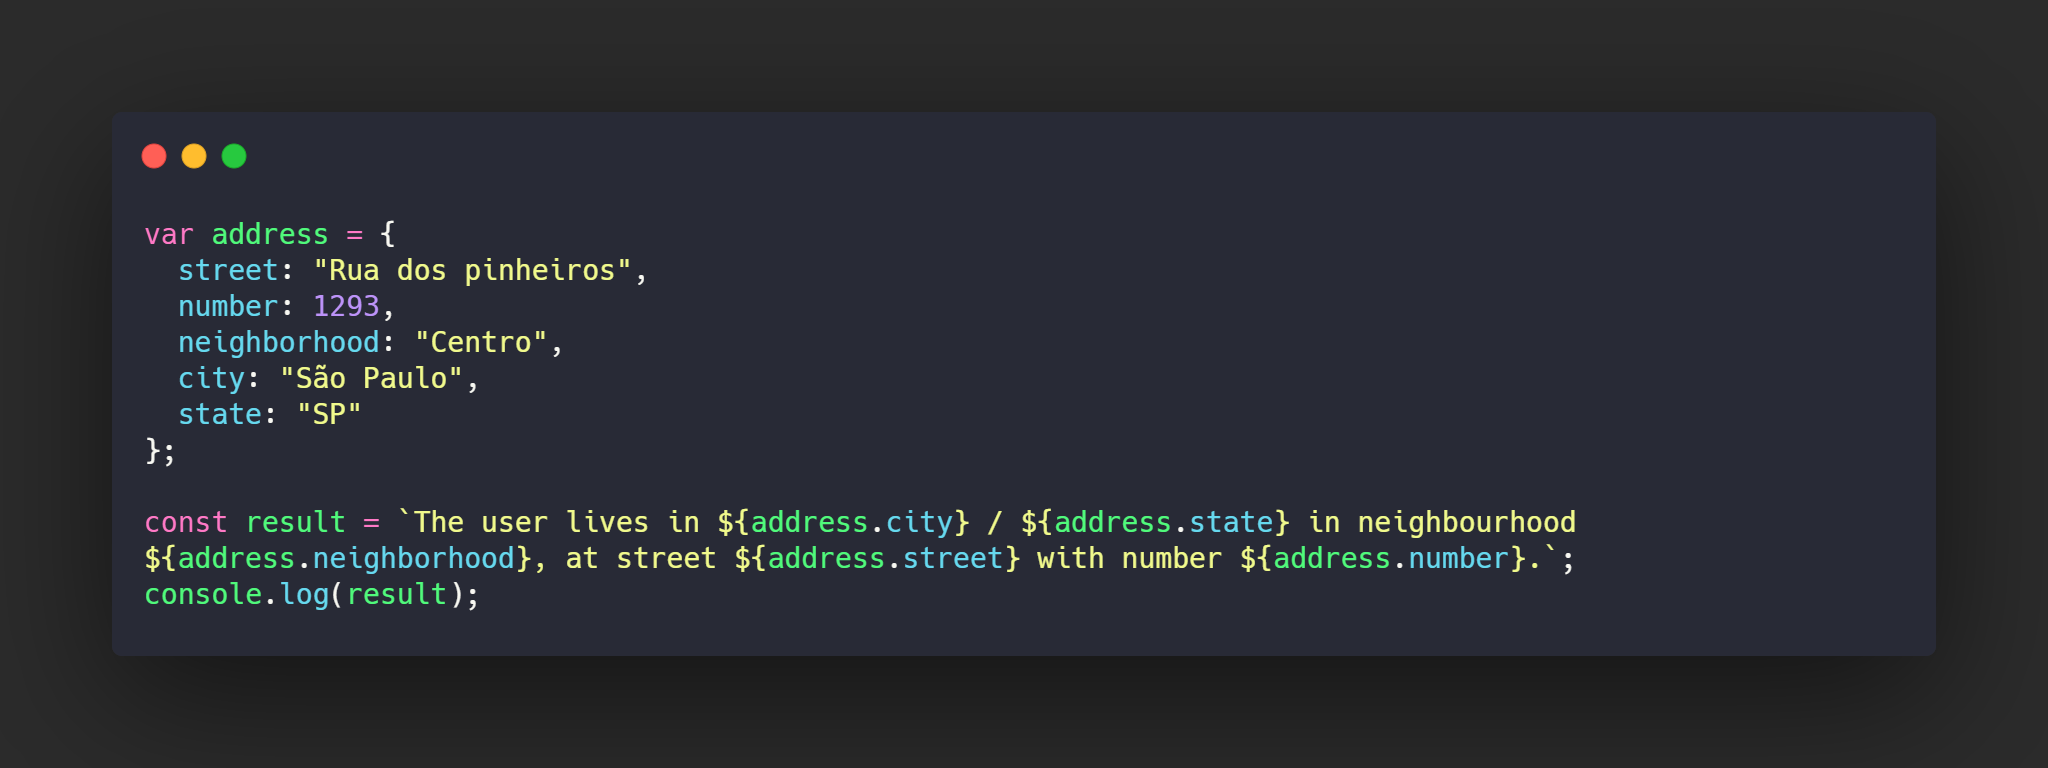 var address = {
  street: "Rua dos pinheiros",
  number: 1293,
  neighborhood: "Centro",
  city: "São Paulo",
  state: "SP"
};

const result = `The user lives in ${address.city} / ${address.state} in neighbourhood
${address.neighborhood}, at street ${address.street} with number ${address.number}.`;
console.log(result);